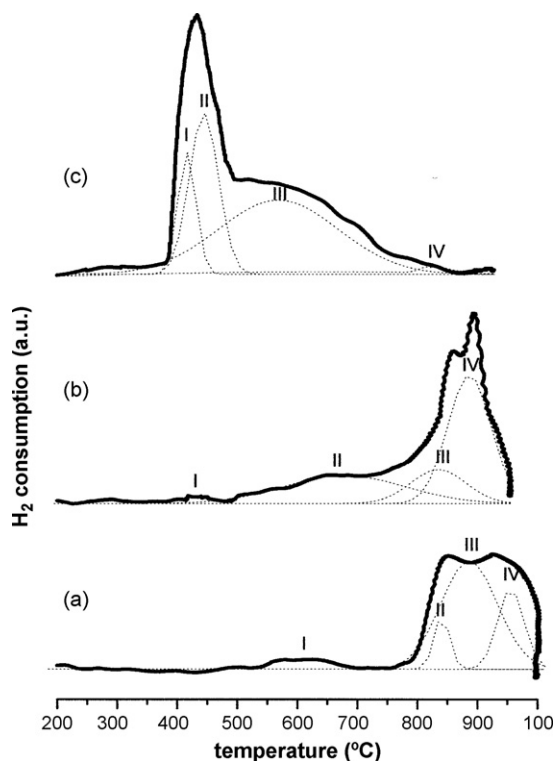 I
II
(c)
III
IV
(b)
IV
I
II
III
H₂ consumption (a.u.)
(a)
III
IV
II
I
200 300 400 500 600 700 800 900 100
temperature (ºC)